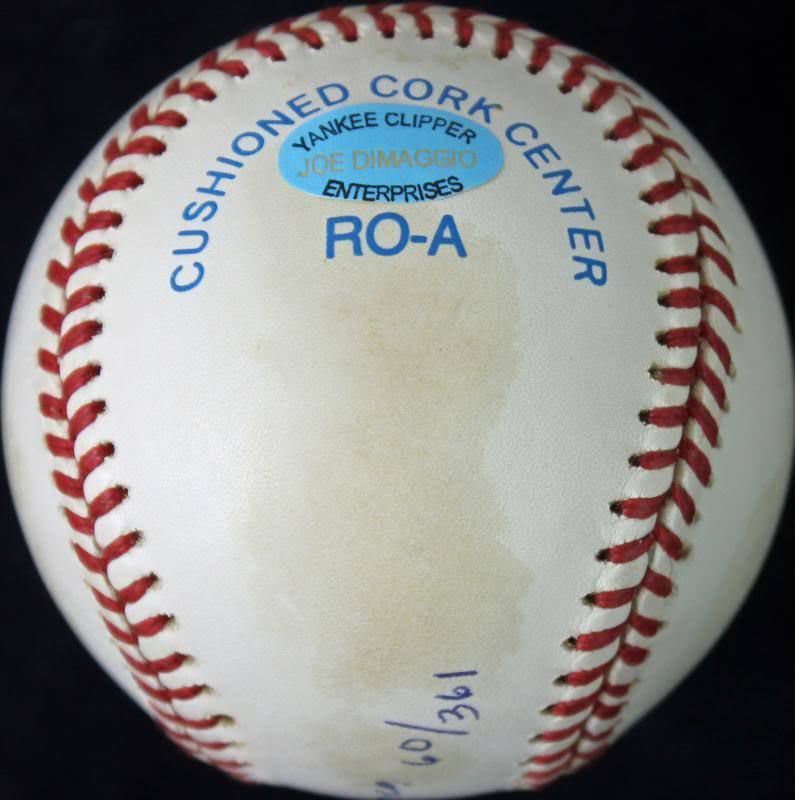 CUSHIONED CORK CENTER
YANKEE CLIPPER
JOE DIMAGGIO
ENTERPRISES
RO-A
60/361